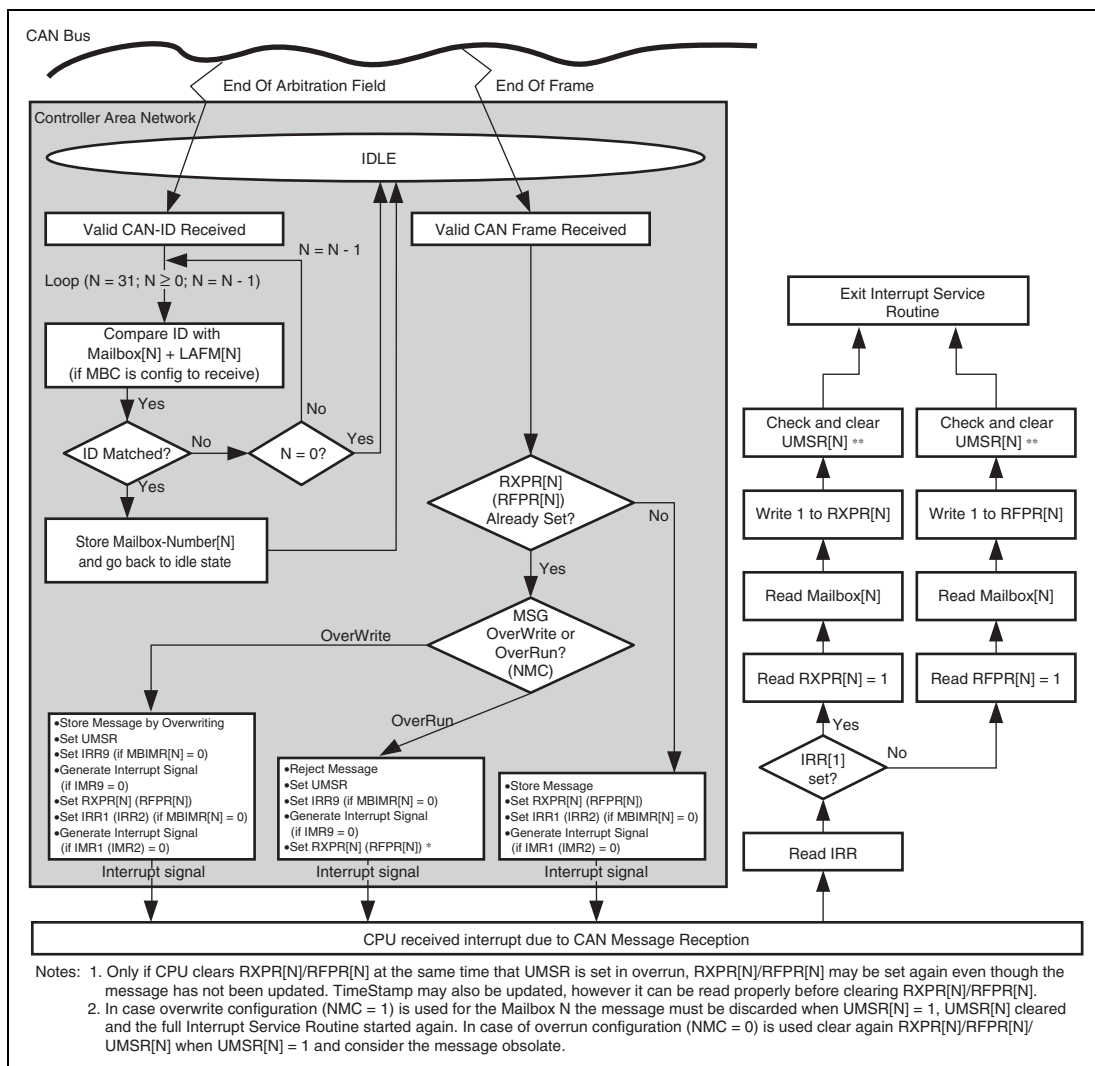 CAN Bus
End Of Arbitration Field
End Of Frame
Controller Area Network
IDLE
Valid CAN-ID Received
Valid CAN Frame Received
N = N - 1
Loop (N = 31; N ≥ 0; N = N - 1)
Compare ID with
Mailbox[N] + LAFM[N]
(if MBC is config to receive)
Yes
No
ID Matched?
No
N = 0?
Yes
Yes
Store Mailbox-Number[N]
and go back to idle state
RXPR[N]
(RFPR[N])
Already Set?
No
Yes
MSG
OverWrite or
OverRun?
(NMC)
OverWrite
OverRun
•Store Message by Overwriting
•Set UMSR
•Set IRR9 (if MBIMR[N] = 0)
•Generate Interrupt Signal
(if IMR9 = 0)
•Set RXPR[N] (RFPR[N])
•Set IRR1 (IRR2) (if MBIMR[N] = 0)
•Generate Interrupt Signal
(if IMR1 (IMR2) = 0)
•Reject Message
•Set UMSR
•Set IRR9 (if MBIMR[N] = 0)
•Generate Interrupt Signal
(if IMR9 = 0)
•Set RXPR[N] (RFPR[N]) *
•Store Message
•Set RXPR[N] (RFPR[N])
•Set IRR1 (IRR2) (if MBIMR[N] = 0)
•Generate Interrupt Signal
(if IMR1 (IMR2) = 0)
Interrupt signal
Interrupt signal
Interrupt signal
Exit Interrupt Service
Routine
Check and clear
UMSR[N] **
Check and clear
UMSR[N] **
Write 1 to RXPR[N]
Write 1 to RFPR[N]
Read Mailbox[N]
Read Mailbox[N]
Read RXPR[N] = 1
Read RFPR[N] = 1
Yes
IRR[1]
set?
No
Read IRR
CPU received interrupt due to CAN Message Reception
Notes: 1. Only if CPU clears RXPR[N]/RFPR[N] at the same time that UMSR is set in overrun, RXPR[N]/RFPR[N] may be set again even though the
message has not been updated. TimeStamp may also be updated, however it can be read properly before clearing RXPR[N]/RFPR[N].
2. In case overwrite configuration (NMC = 1) is used for the Mailbox N the message must be discarded when UMSR[N] = 1, UMSR[N] cleared
and the full Interrupt Service Routine started again. In case of overrun configuration (NMC = 0) is used clear again RXPR[N]/RFPR[N]/
UMSR[N] when UMSR[N] = 1 and consider the message obsolate.